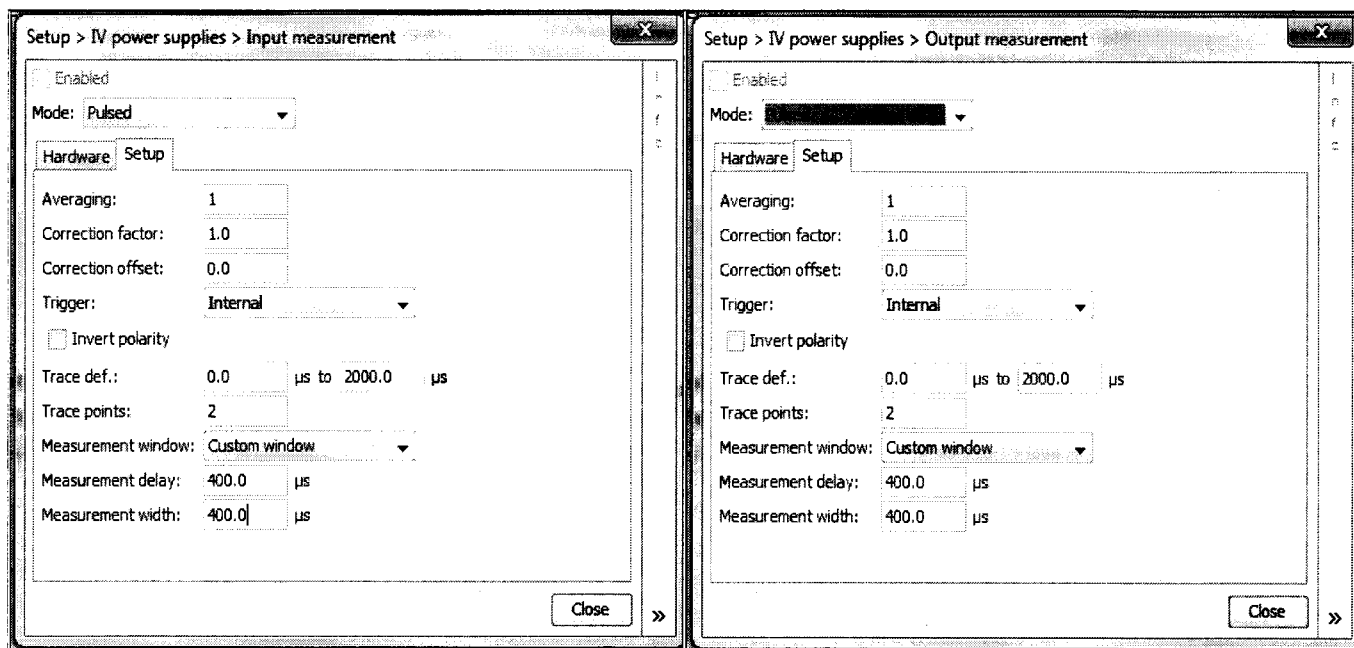 Setup > IV power supplies > Input measurement
Enabled
Mode: Pulsed
Hardware Setup
Averaging: 1
Correction factor: 1.0
Correction offset: 0.0
Trigger: Internal
Invert polarity
Trace def.: 0.0 µs to 2000.0 µs
Trace points: 2
Measurement window: Custom window
Measurement delay: 400.0 µs
Measurement width: 400.0 µs
Close
»
Setup > IV power supplies > Output measurement
Enabled
Mode:
Hardware Setup
Averaging: 1
Correction factor: 1.0
Correction offset: 0.0
Trigger: Internal
Invert polarity
Trace def.: 0.0 µs to 2000.0 µs
Trace points: 2
Measurement window: Custom window
Measurement delay: 400.0 µs
Measurement width: 400.0 µs
Close
»